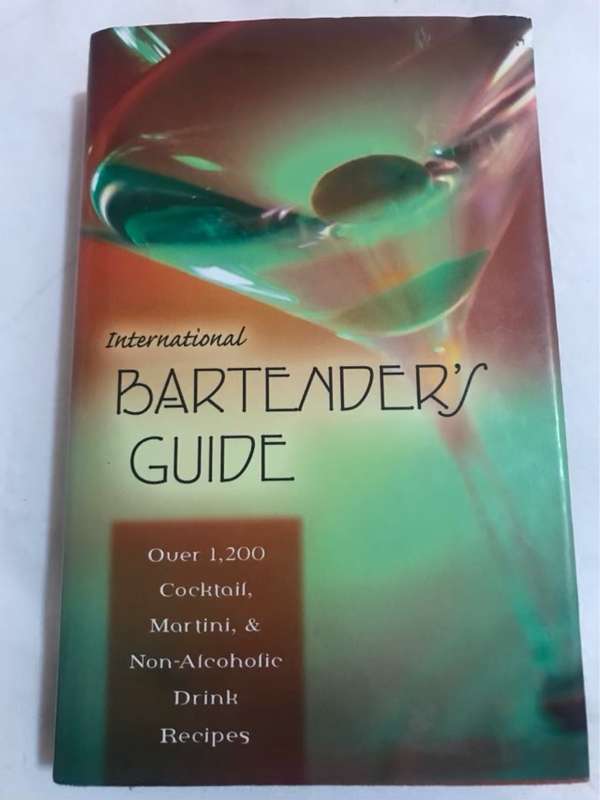 International
BARTENDER'S
GUIDE
Over 1,200
Cocktail,
Martini, &
Non-Alcoholic
Drink
Recipes